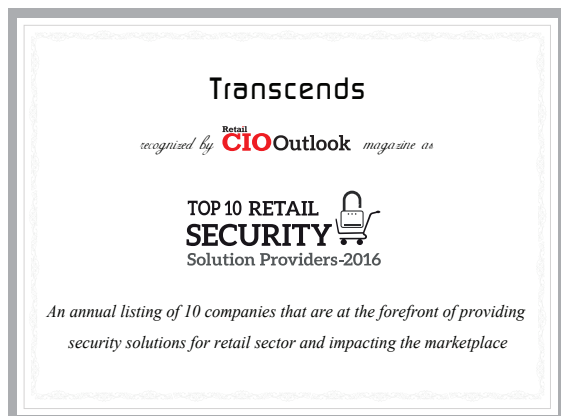 Transcends
recognized by Retail CIOOutlook magazine as
TOP 10 RETAIL
SECURITY
Solution Providers-2016
An annual listing of 10 companies that are at the forefront of providing
security solutions for retail sector and impacting the marketplace